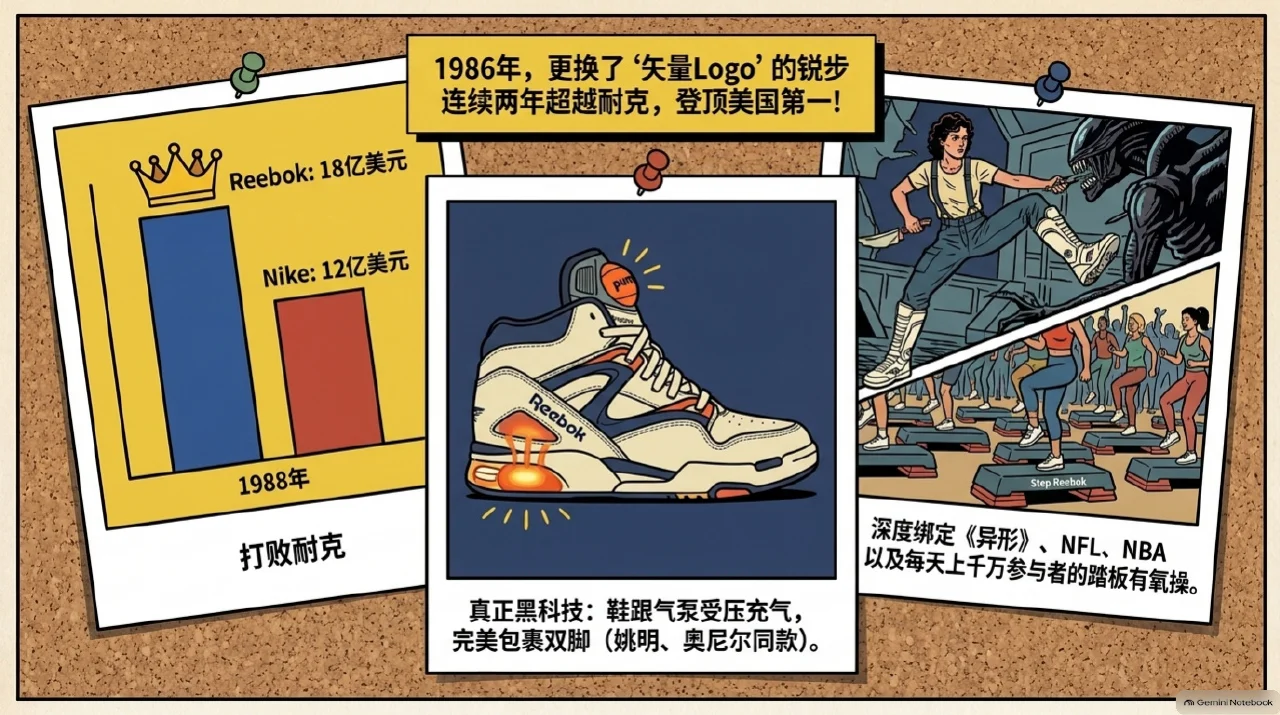 1986年，更换了‘矢量Logo’的锐步
连续两年超越耐克，登顶美国第一！
Reebok: 18亿美元
Nike: 12亿美元
1988年
打败耐克
pump
Reebok
真正黑科技：鞋跟气泵受压充气，
完美包裹双脚（姚明、奥尼尔同款）。
Step Reebok
深度绑定《异形》、NFL、NBA
以及每天上千万参与者的踏板有氧操。
Gemini Notebook